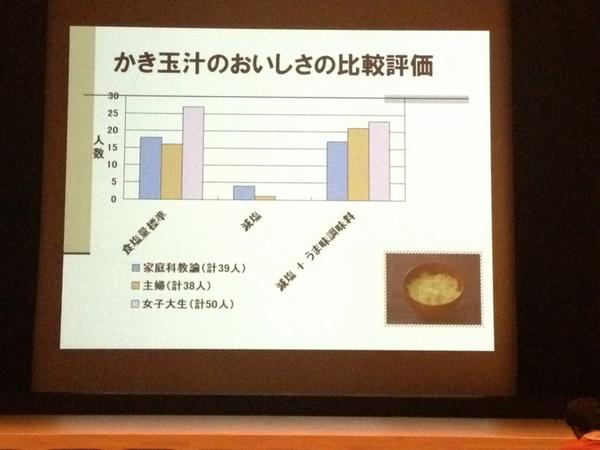 かき玉汁のおいしさの比較評価
30
25
20
15
10
5
0
人数
食塩量標準
減塩
減塩+うま味調味料
家庭科教諭(計39人)
主婦(計38人)
女子大生(計50人)